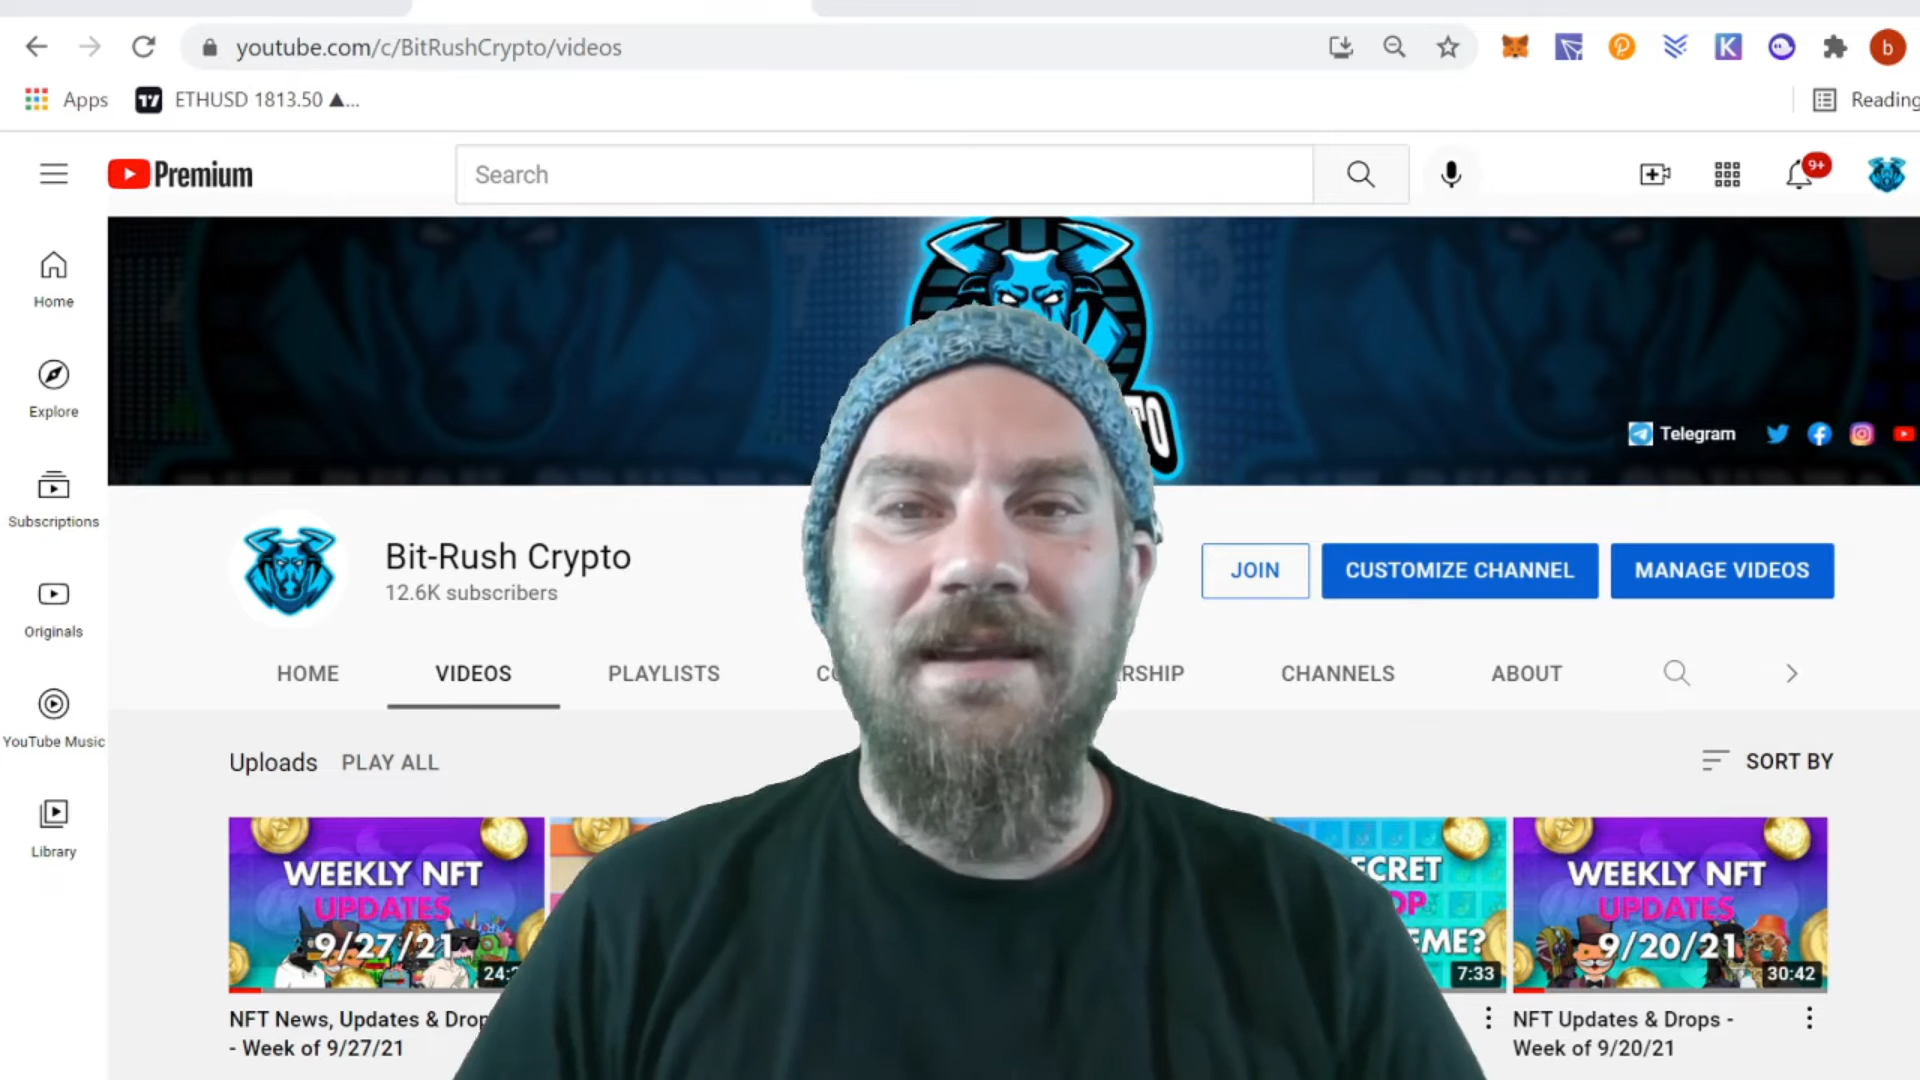 youtube.com/c/BitRushCrypto/videos
b
Apps
ETHUSD 1813.50 ▲...
Reading
Premium
Search
9+
Home
Explore
Subscriptions
Originals
YouTube Music
Library
Telegram
Bit-Rush Crypto
12.6K subscribers
JOIN
CUSTOMIZE CHANNEL
MANAGE VIDEOS
HOME
VIDEOS
PLAYLISTS
CHANNELS
ABOUT
Uploads
PLAY ALL
SORT BY
WEEKLY NFT
UPDATES
9/27/21
NFT News, Updates & Drop
- Week of 9/27/21
7:33
WEEKLY NFT
UPDATES
9/20/21
30:42
NFT Updates & Drops -
Week of 9/20/21